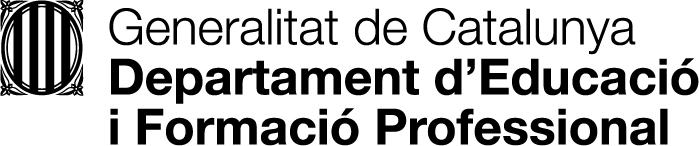 Generalitat de Catalunya
Departament d’Educació
i Formació Professional